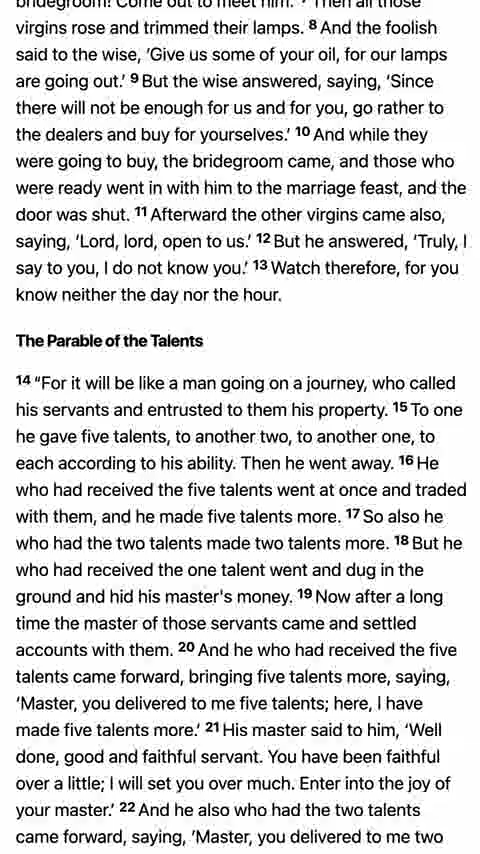 bridegroom! Come out to meet him.’ 7 Then all those
virgins rose and trimmed their lamps. 8 And the foolish
said to the wise, ‘Give us some of your oil, for our lamps
are going out.’ 9 But the wise answered, saying, ‘Since
there will not be enough for us and for you, go rather to
the dealers and buy for yourselves.’ 10 And while they
were going to buy, the bridegroom came, and those who
were ready went in with him to the marriage feast, and the
door was shut. 11 Afterward the other virgins came also,
saying, ‘Lord, lord, open to us.’ 12 But he answered, ‘Truly, I
say to you, I do not know you.’ 13 Watch therefore, for you
know neither the day nor the hour.
The Parable of the Talents
14 “For it will be like a man going on a journey, who called
his servants and entrusted to them his property. 15 To one
he gave five talents, to another two, to another one, to
each according to his ability. Then he went away. 16 He
who had received the five talents went at once and traded
with them, and he made five talents more. 17 So also he
who had the two talents made two talents more. 18 But he
who had received the one talent went and dug in the
ground and hid his master's money. 19 Now after a long
time the master of those servants came and settled
accounts with them. 20 And he who had received the five
talents came forward, bringing five talents more, saying,
‘Master, you delivered to me five talents; here, I have
made five talents more.’ 21 His master said to him, ‘Well
done, good and faithful servant. You have been faithful
over a little; I will set you over much. Enter into the joy of
your master.’ 22 And he also who had the two talents
came forward, saying, ‘Master, you delivered to me two